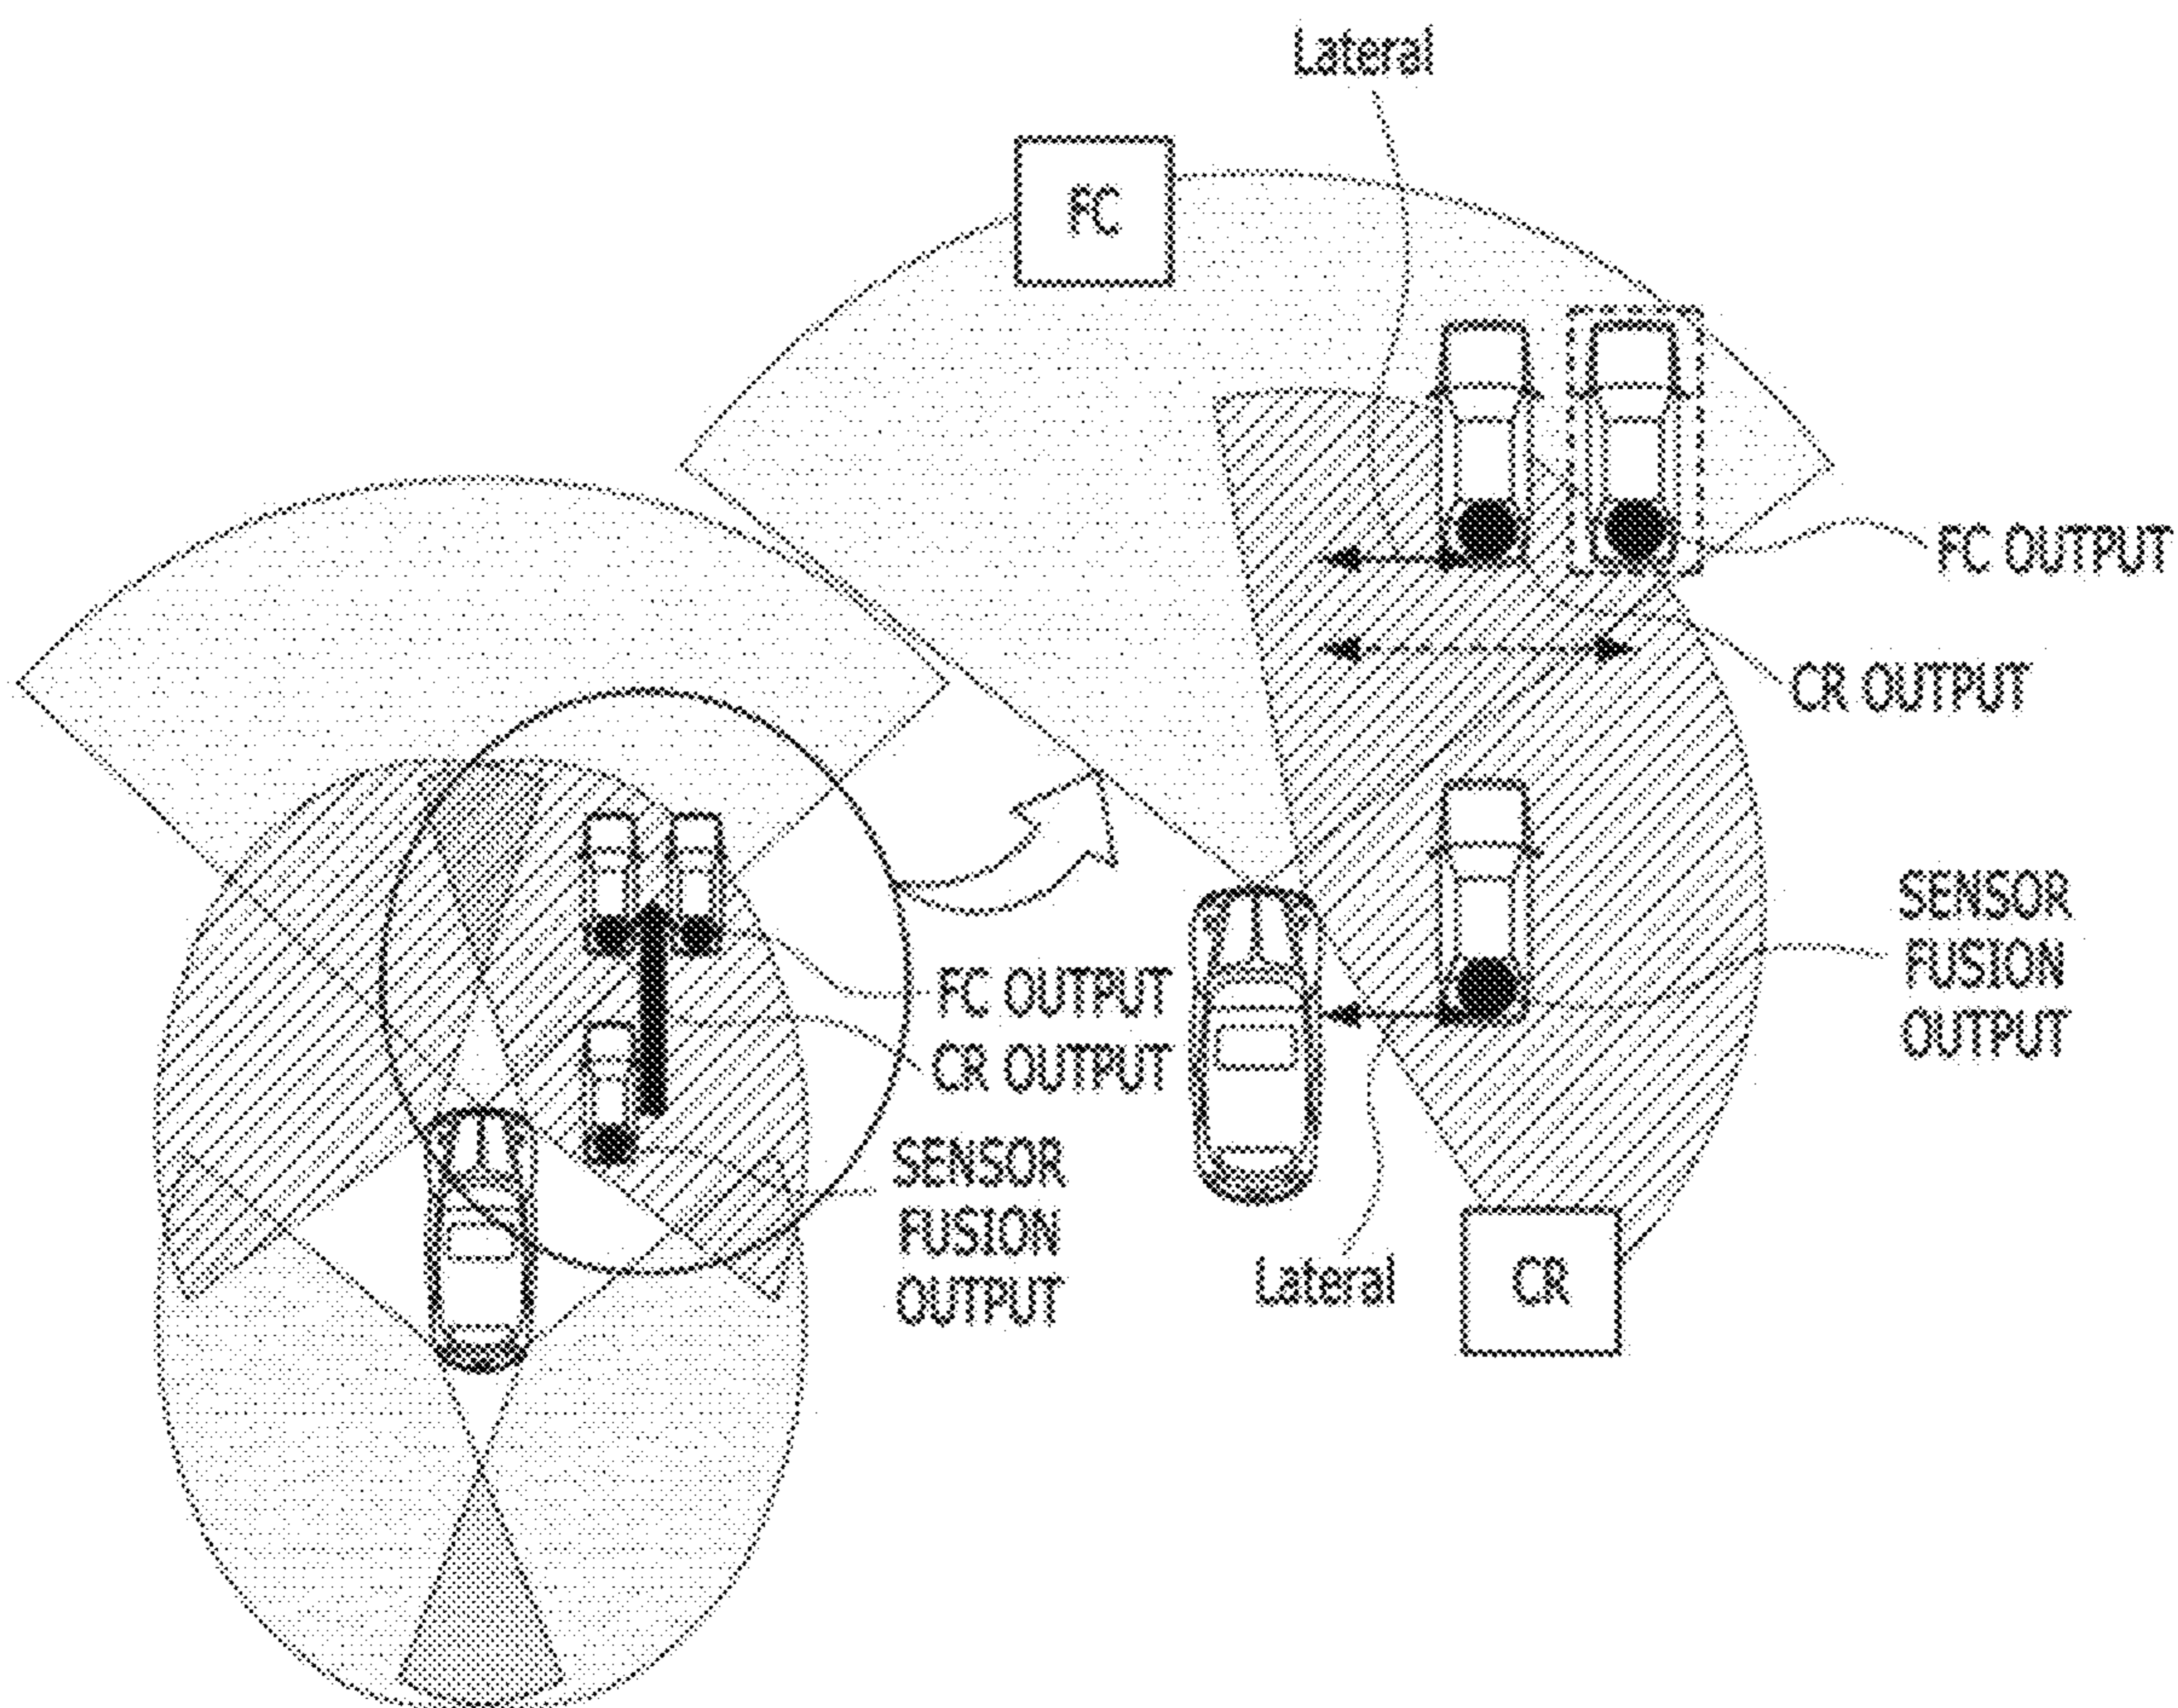 Lateral
FC
FC OUTPUT
CR OUTPUT
SENSOR
FUSION
OUTPUT
FC OUTPUT
CR OUTPUT
SENSOR
FUSION
OUTPUT
Lateral
CR